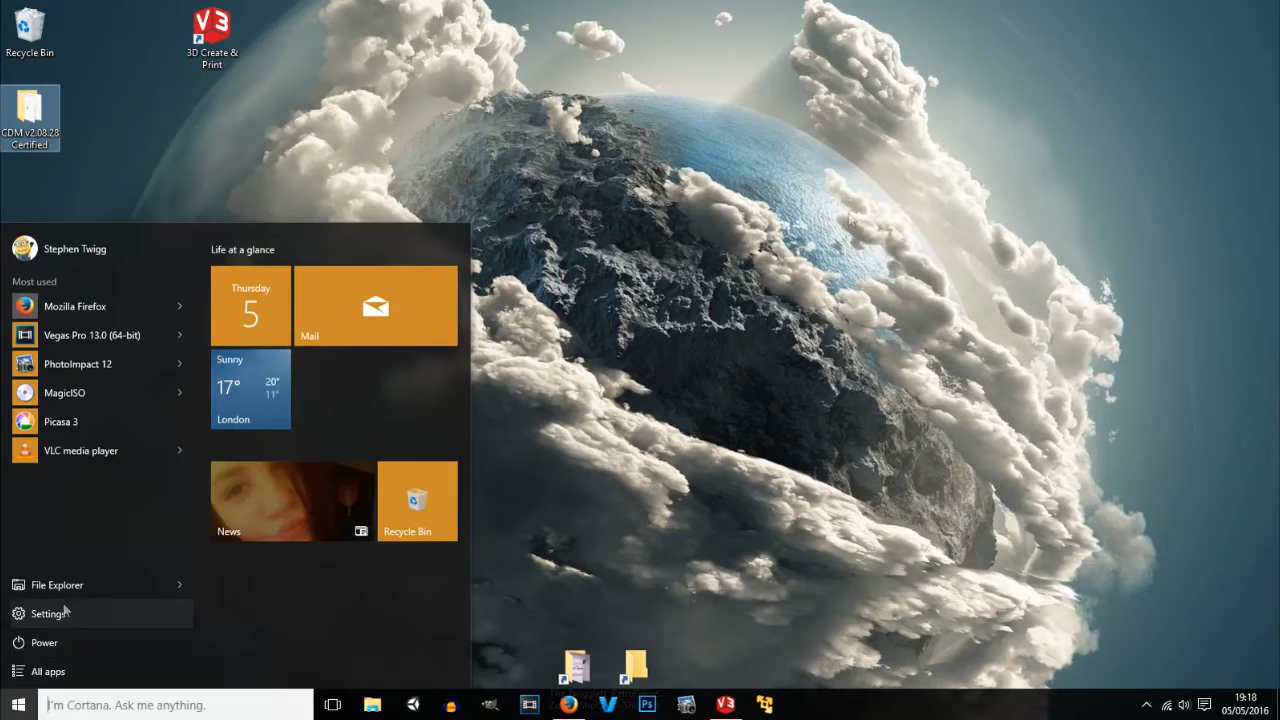 Recycle Bin
V3
3D Create &
Print
CDM v2.08.28
Certified
Stephen Twigg
Most used
Mozilla Firefox
Vegas Pro 13.0 (64-bit)
PhotoImpact 12
MagicISO
Picasa 3
VLC media player
File Explorer
Settings
Power
All apps
Life at a glance
Thursday
5
Mail
Sunny
17°
20°
11°
London
News
Recycle Bin
I'm Cortana. Ask me anything.
Ps
V3
19:18
05/05/2016